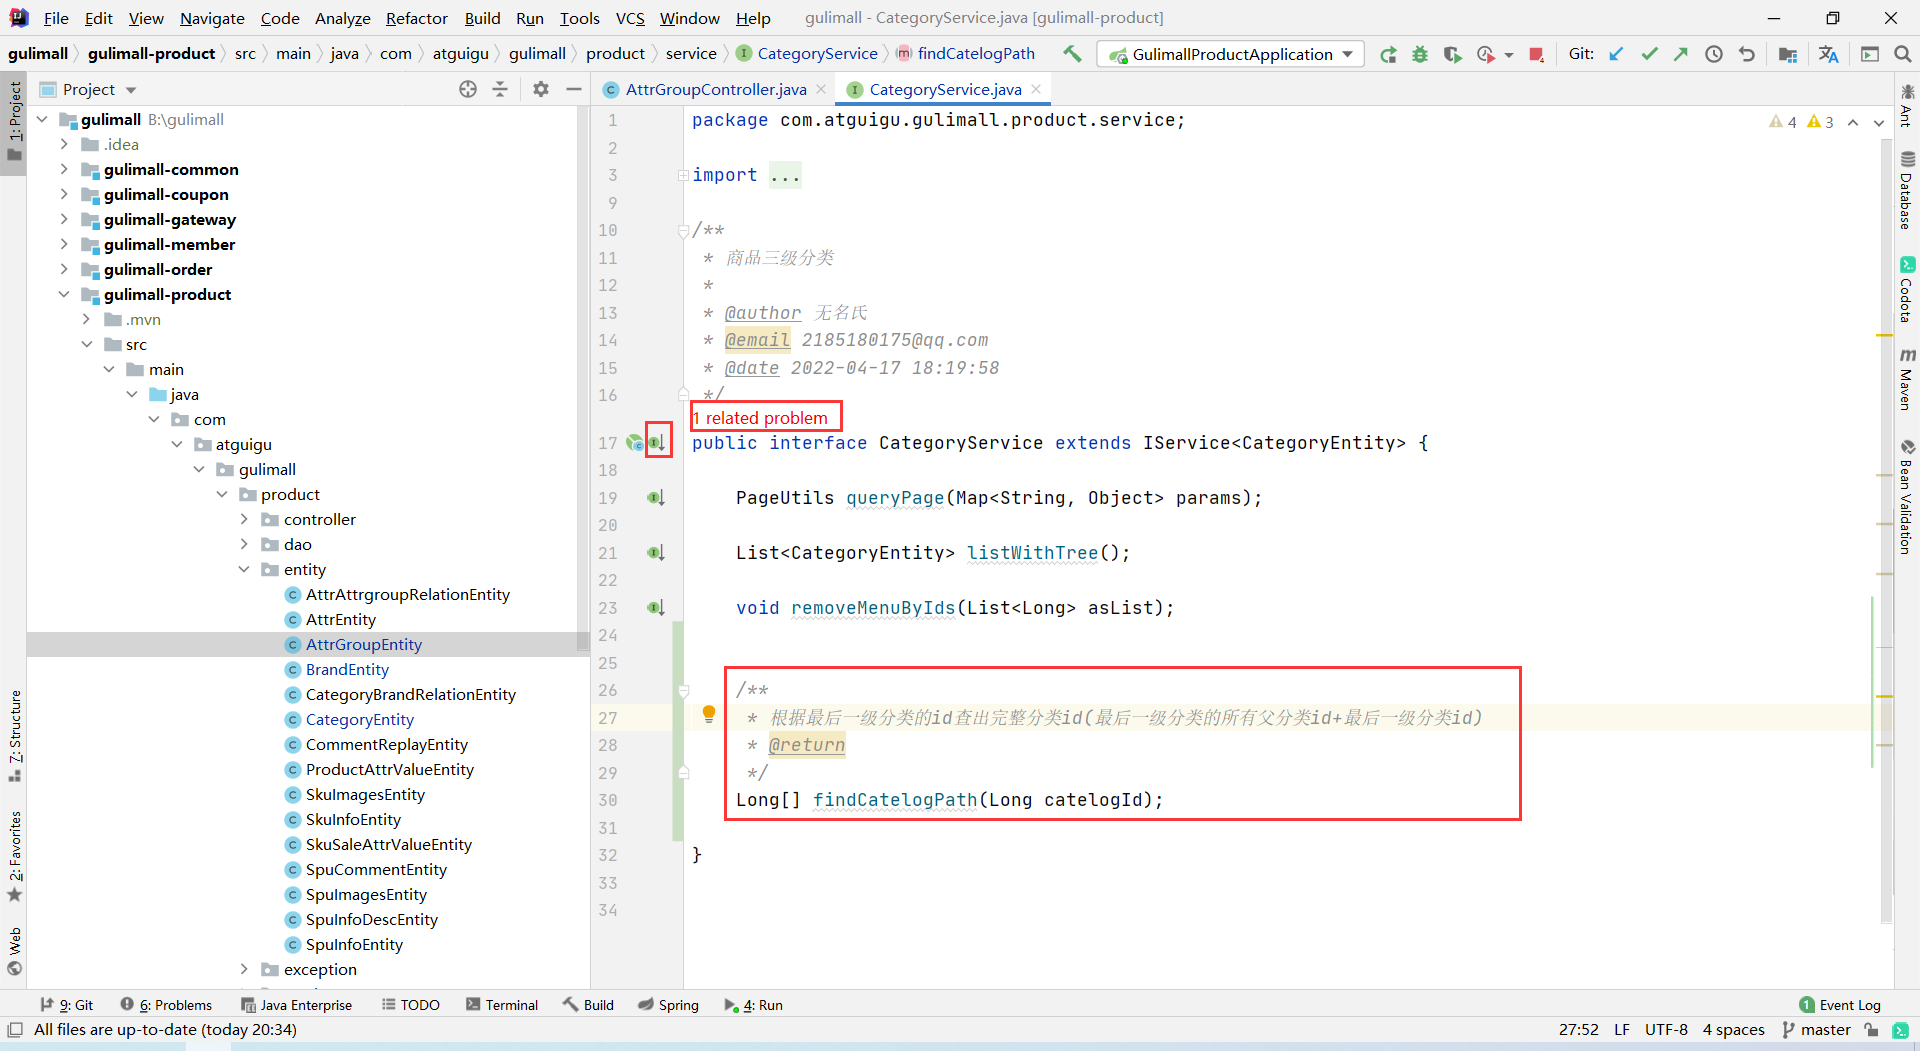 File Edit View Navigate Code Analyze Refactor Build Run Tools VCS Window Help gulimall - CategoryService.java [gulimall-product]
gulimall gulimall-product src main java com atguigu gulimall product service CategoryService findCatelogPath GulimallProductApplication Git:
Project
AttrGroupController.java CategoryService.java
1: Project
7: Structure
2: Favorites
Web
gulimall B:\gulimall
.idea
gulimall-common
gulimall-coupon
gulimall-gateway
gulimall-member
gulimall-order
gulimall-product
.mvn
src
main
java
com
atguigu
gulimall
product
controller
dao
entity
AttrAttrgroupRelationEntity
AttrEntity
AttrGroupEntity
BrandEntity
CategoryBrandRelationEntity
CategoryEntity
CommentReplayEntity
ProductAttrValueEntity
SkuImagesEntity
SkuInfoEntity
SkuSaleAttrValueEntity
SpuCommentEntity
SpuImagesEntity
SpuInfoDescEntity
SpuInfoEntity
exception
4 3
1 package com.atguigu.gulimall.product.service;
2
3 import ...
9
10 /**
11 * 商品三级分类
12 *
13 * @author 无名氏
14 * @email 2185180175@qq.com
15 * @date 2022-04-17 18:19:58
16 */
1 related problem
17 public interface CategoryService extends IService<CategoryEntity> {
18
19 PageUtils queryPage(Map<String, Object> params);
20
21 List<CategoryEntity> listWithTree();
22
23 void removeMenuByIds(List<Long> asList);
24
25
26 /**
27 * 根据最后一级分类的id查出完整分类id(最后一级分类的所有父分类id+最后一级分类id)
28 * @return
29 */
30 Long[] findCatelogPath(Long catelogId);
31
32 }
33
34
Ant
Database
Codota
Maven
Bean Validation
9: Git 6: Problems Java Enterprise TODO Terminal Build Spring 4: Run 1 Event Log
All files are up-to-date (today 20:34) 27:52 LF UTF-8 4 spaces master